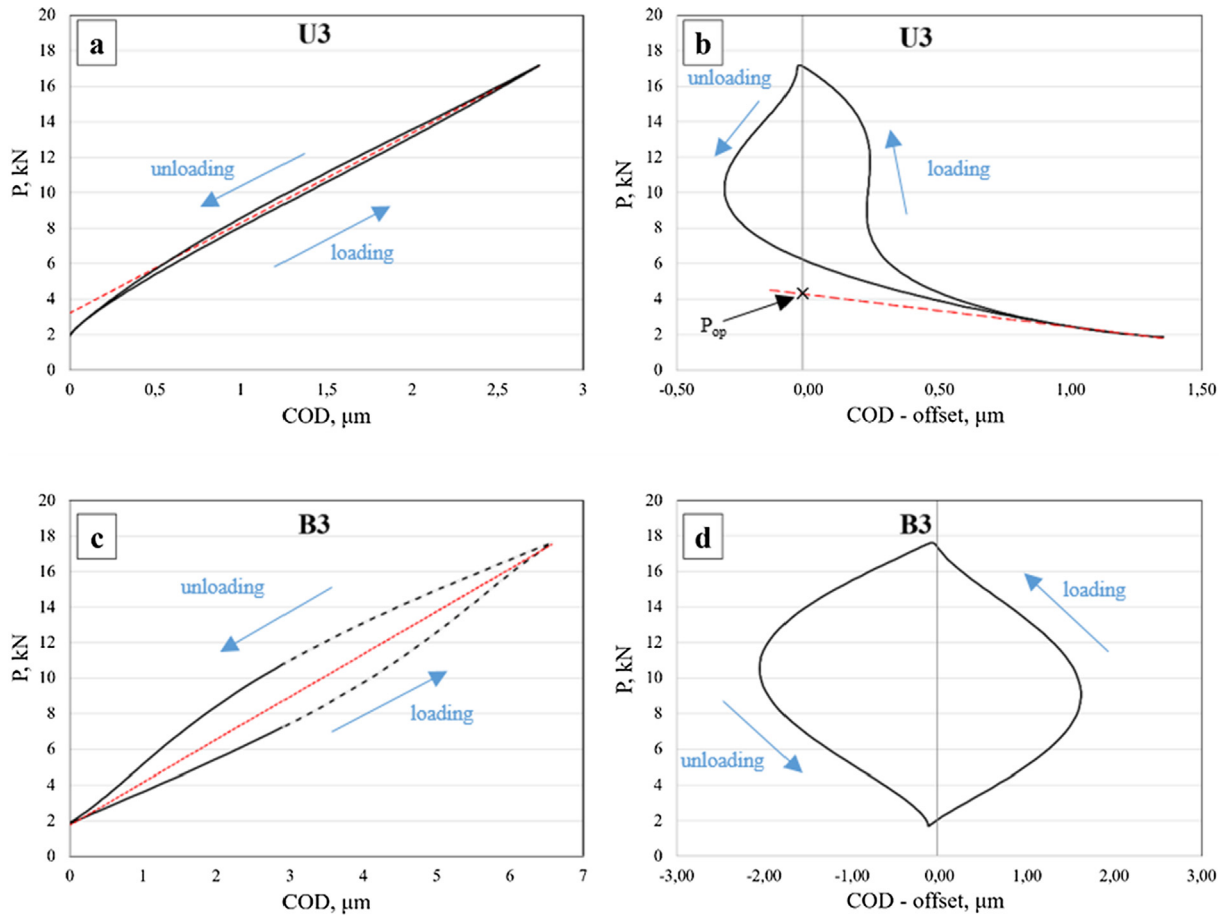 a
U3
P, kN
20
18
16
14
12
10
8
6
4
2
0
unloading
loading
0 0,5 1 1,5 2 2,5 3
COD, μm
b
U3
P, kN
20
18
16
14
12
10
8
6
4
2
0
unloading
loading
Pop
-0,50 0,00 0,50 1,00 1,50
COD - offset, μm
c
B3
P, kN
20
18
16
14
12
10
8
6
4
2
0
unloading
loading
0 1 2 3 4 5 6 7
COD, μm
d
B3
P, kN
20
18
16
14
12
10
8
6
4
2
0
loading
unloading
-3,00 -2,00 -1,00 0,00 1,00 2,00 3,00
COD - offset, μm